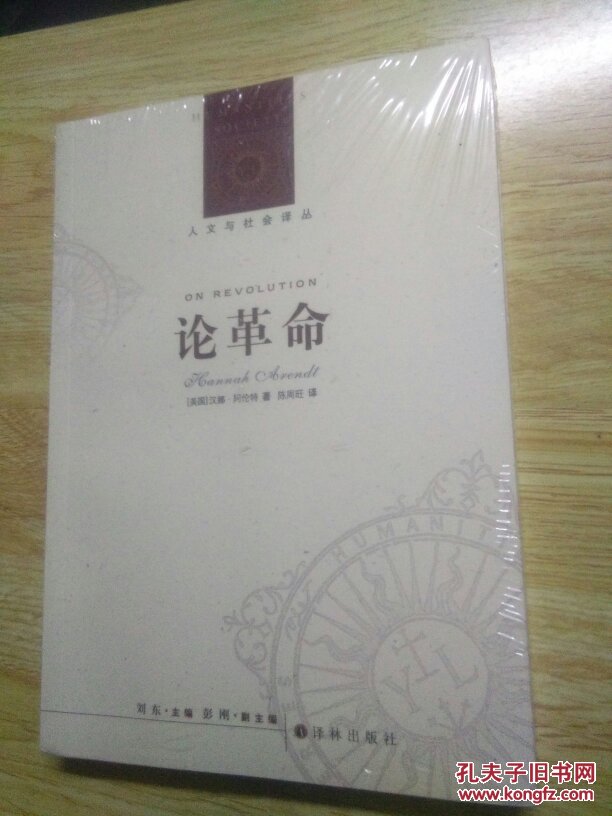 人文与社会译丛
ON REVOLUTION
论革命
Hannah Arendt
[美国]汉娜·阿伦特 著 陈周旺 译
HUMANIT
YLL
刘东·主编 彭刚·副主编
译林出版社
孔夫子旧书网
www.kongfz.com